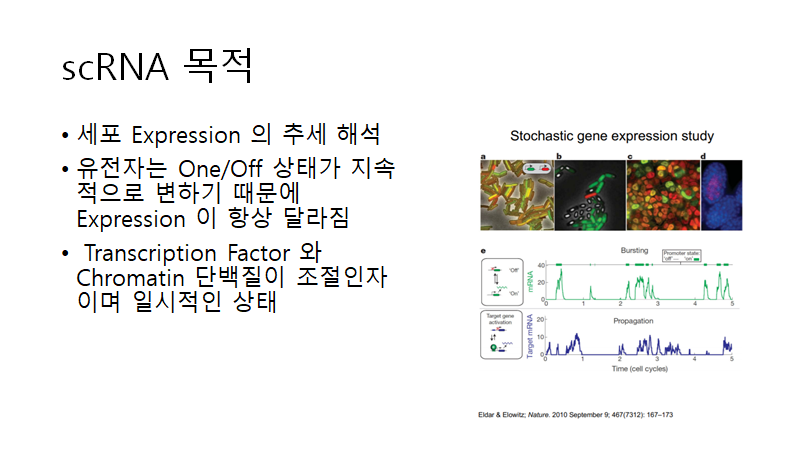 scRNA 목적
• 세포 Expression 의 추세 해석
• 유전자는 One/Off 상태가 지속
적으로 변하기 때문에
Expression 이 항상 달라짐
• Transcription Factor 와
Chromatin 단백질이 조절인자
이며 일시적인 상태
Stochastic gene expression study
a b c d
e
Bursting
Promoter state:
'off' 'on'
'Off'
'On'
mRNA
40
20
0
0 1 2 3 4 5
Target gene
activation
Propagation
Target mRNA
20
10
0
0 1 2 3 4 5
Time (cell cycles)
Eldar & Elowitz; Nature. 2010 September 9; 467(7312): 167–173